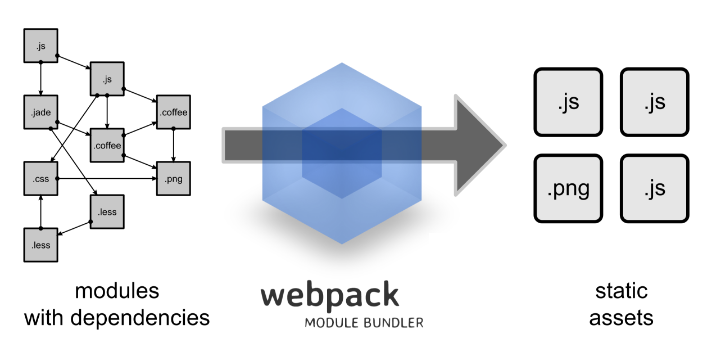 .js
.js
.jade
.coffee
.coffee
.css
.png
.less
.less
modules
with dependencies
webpack
MODULE BUNDLER
.js
.js
.png
.js
static
assets